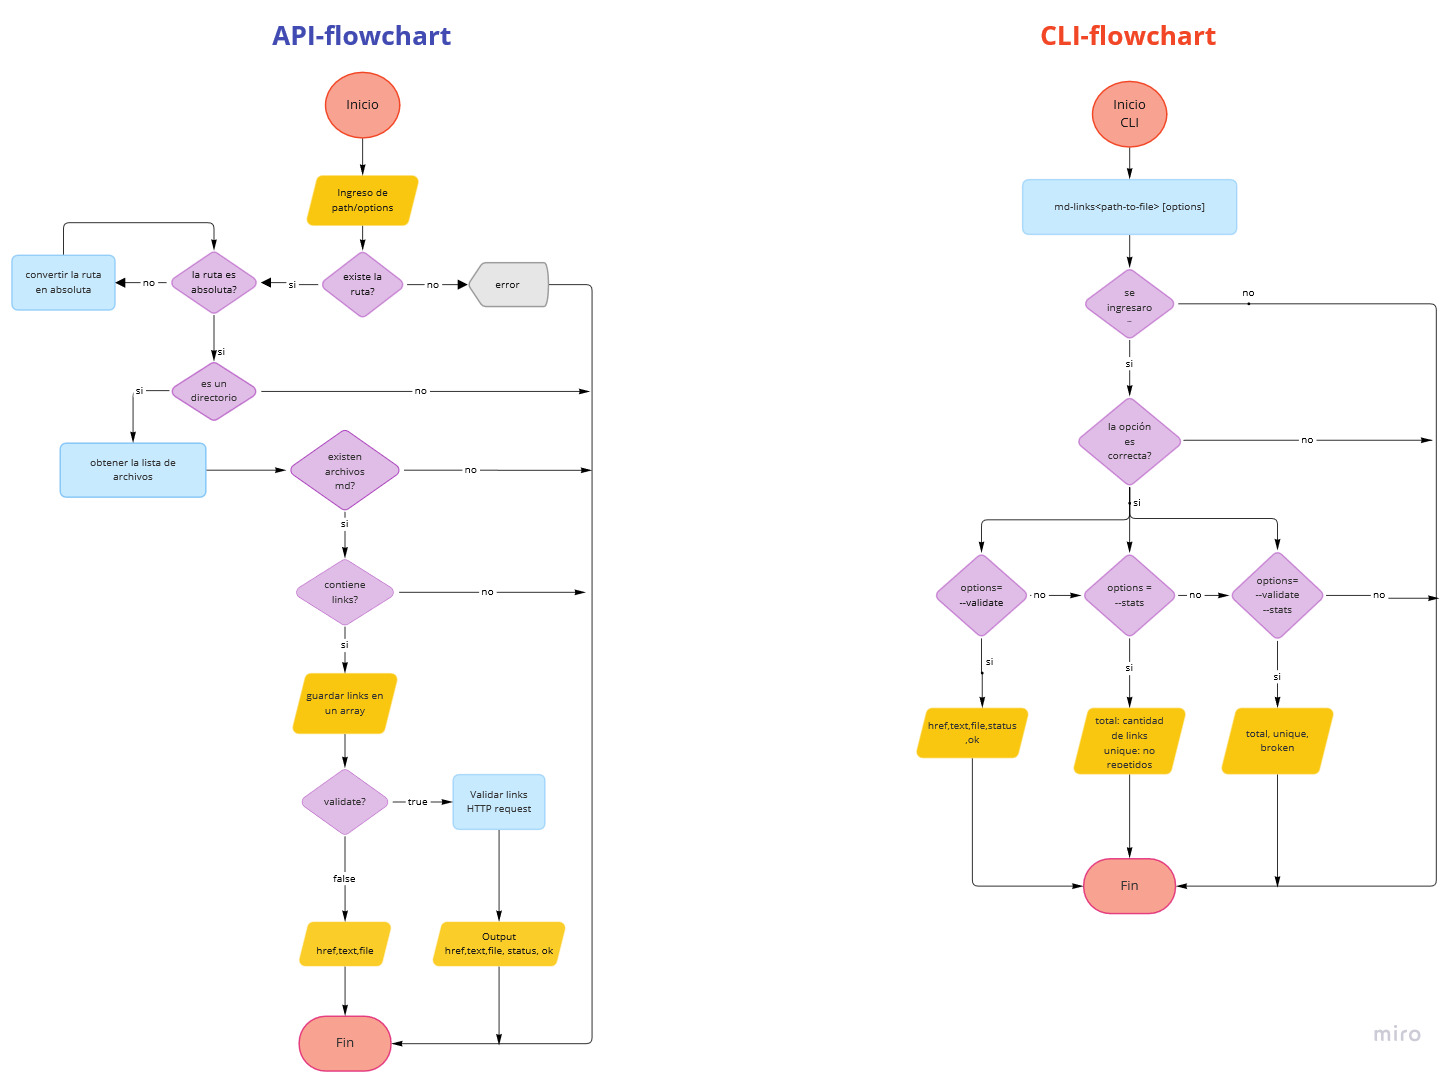 API-flowchart
Inicio
Ingreso de
path/options
existe la
ruta?
si
no
error
la ruta es
absoluta?
no
convertir la ruta
en absoluta
si
es un
directorio
si
no
obtener la lista de
archivos
existen
archivos
md?
no
si
contiene
links?
no
si
guardar links en
un array
validate?
true
Validar links
HTTP request
false
href,text,file
Output
href,text,file, status, ok
Fin
CLI-flowchart
Inicio
CLI
md-links<path-to-file> [options]
se
ingresaro
..
no
si
la opción
es
correcta?
no
si
options=
--validate
no
options =
--stats
no
options=
--validate
--stats
no
si
si
si
href,text,file,status
,ok
total: cantidad
de links
unique: no
repetidos
total, unique,
broken
Fin
miro